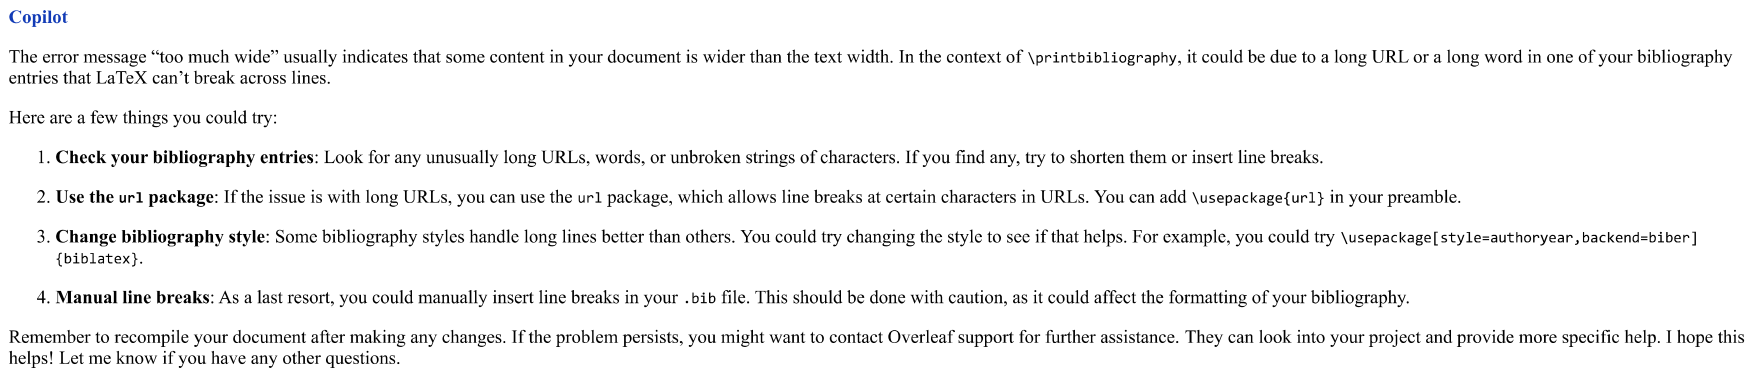 Copilot
The error message “too much wide” usually indicates that some content in your document is wider than the text width. In the context of \printbibliography, it could be due to a long URL or a long word in one of your bibliography
entries that LaTeX can’t break across lines.
Here are a few things you could try:
1. Check your bibliography entries: Look for any unusually long URLs, words, or unbroken strings of characters. If you find any, try to shorten them or insert line breaks.
2. Use the url package: If the issue is with long URLs, you can use the url package, which allows line breaks at certain characters in URLs. You can add \usepackage{url} in your preamble.
3. Change bibliography style: Some bibliography styles handle long lines better than others. You could try changing the style to see if that helps. For example, you could try \usepackage[style=authoryear,backend=biber]
{biblatex}.
4. Manual line breaks: As a last resort, you could manually insert line breaks in your .bib file. This should be done with caution, as it could affect the formatting of your bibliography.
Remember to recompile your document after making any changes. If the problem persists, you might want to contact Overleaf support for further assistance. They can look into your project and provide more specific help. I hope this
helps! Let me know if you have any other questions.